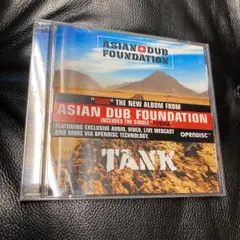 ASIAN DUB
FOUNDATION
"TANK" THE NEW ALBUM FROM
ASIAN DUB FOUNDATION
INCLUDES THE SINGLE
FEATURING EXCLUSIVE AUDIO, VIDEO, LIVE WEBCAST
AND MORE VIA OPENDISC TECHNOLOGY.
OPENDISC
TANK